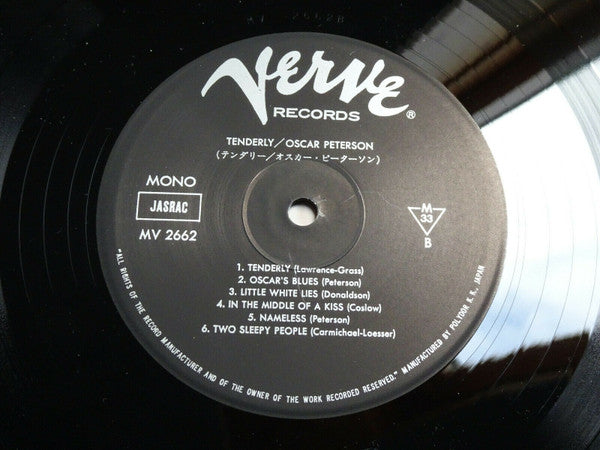 MV 2662B
Verve
RECORDS
®
TENDERLY/OSCAR PETERSON
(テンダリー/オスカー・ピーターソン)
MONO
JASRAC
MV 2662
M
33
B
1. TENDERLY (Lawrence-Grass)
2. OSCAR'S BLUES (Peterson)
3. LITTLE WHITE LIES (Donaldson)
4. IN THE MIDDLE OF A KISS (Coslow)
5. NAMELESS (Peterson)
6. TWO SLEEPY PEOPLE (Carmichael-Loesser)
"ALL RIGHTS OF THE RECORD MANUFACTURER AND OF THE OWNER OF THE WORK RECORDED RESERVED." MANUFACTURED BY POLYDOR K.K., JAPAN